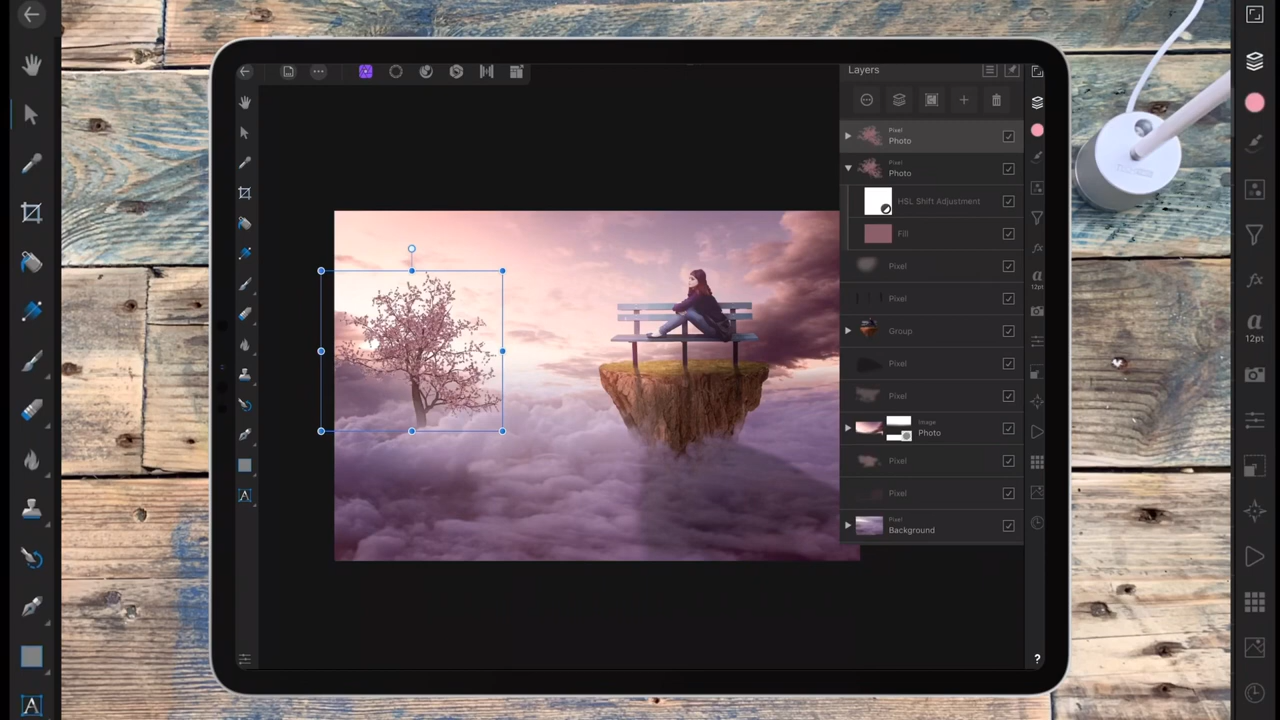 Layers
Pixel
Photo
Pixel
Photo
HSL Shift Adjustment
Fill
Pixel
Pixel
Group
Pixel
Pixel
Image
Photo
Pixel
Pixel
Pixel
Background
A
a
12pt
?
A
a
12pt